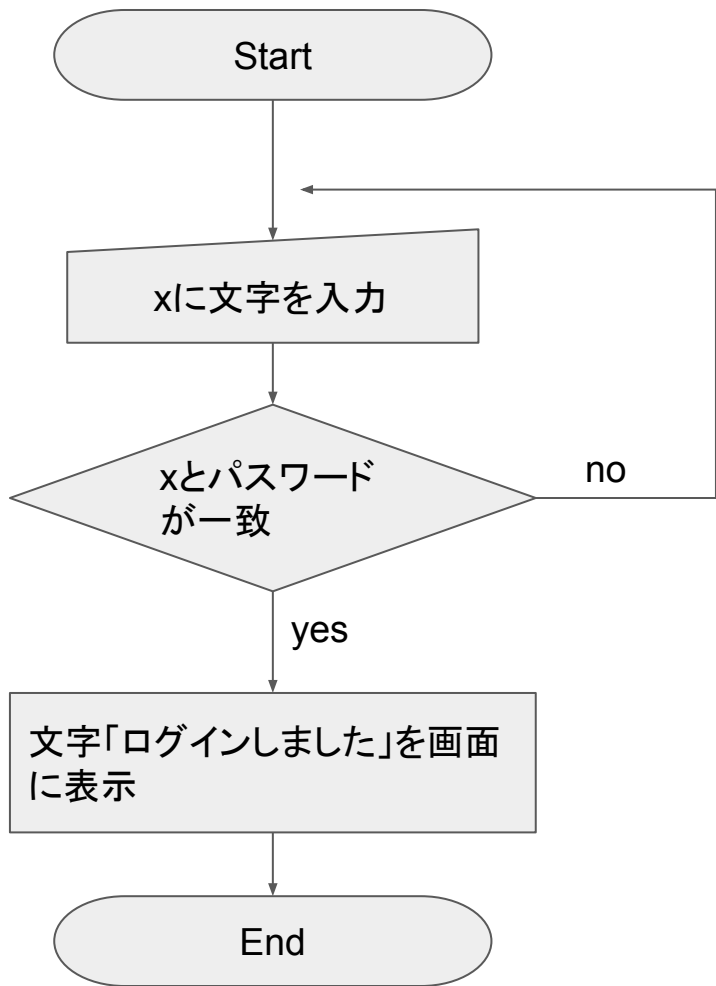 Start
xに文字を入力
xとパスワード
が一致
no
yes
文字「ログインしました」を画面
に表示
End